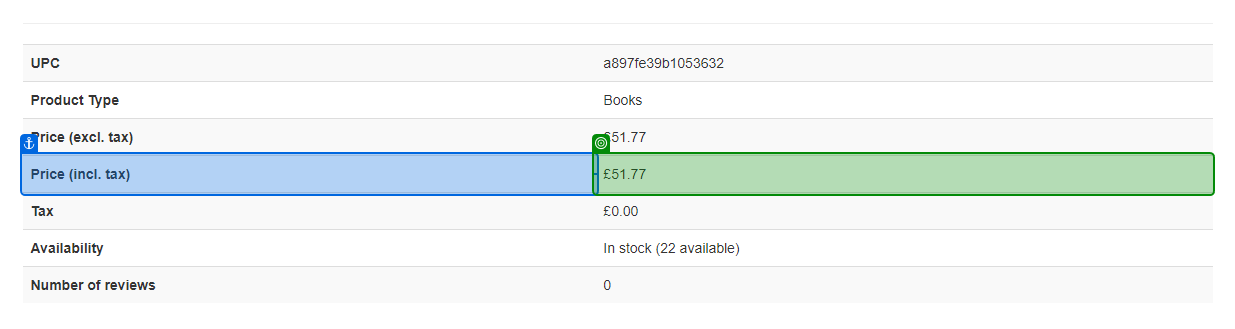 UPC a897fe39b1053632
Product Type Books
Price (excl. tax) £51.77
Price (incl. tax) £51.77
Tax £0.00
Availability In stock (22 available)
Number of reviews 0